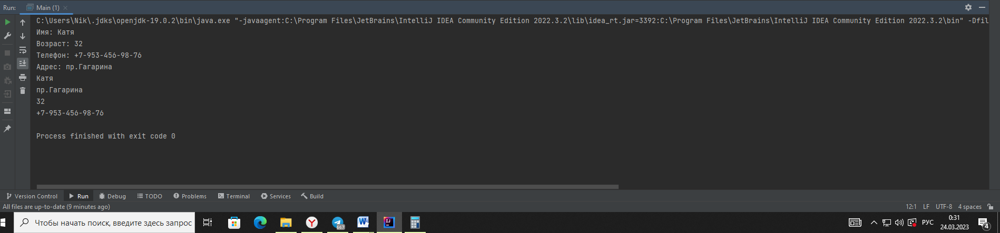 Run: Main (1)
C:\Users\Nik\.jdks\openjdk-19.0.2\bin\java.exe "-javaagent:C:\Program Files\JetBrains\IntelliJ IDEA Community Edition 2022.3.2\lib\idea_rt.jar=3392:C:\Program Files\JetBrains\IntelliJ IDEA Community Edition 2022.3.2\bin" -Dfil
Имя: Катя
Возраст: 32
Телефон: +7-953-456-98-76
Адрес: пр.Гагарина
Катя
пр.Гагарина
32
+7-953-456-98-76
Process finished with exit code 0
Version Control Run Debug TODO Problems Terminal Services Build
All files are up-to-date (9 minutes ago) 12:1 LF UTF-8 4 spaces
Чтобы начать поиск, введите здесь запрос 667 W IJ РУС 0:31
24.03.2023 4